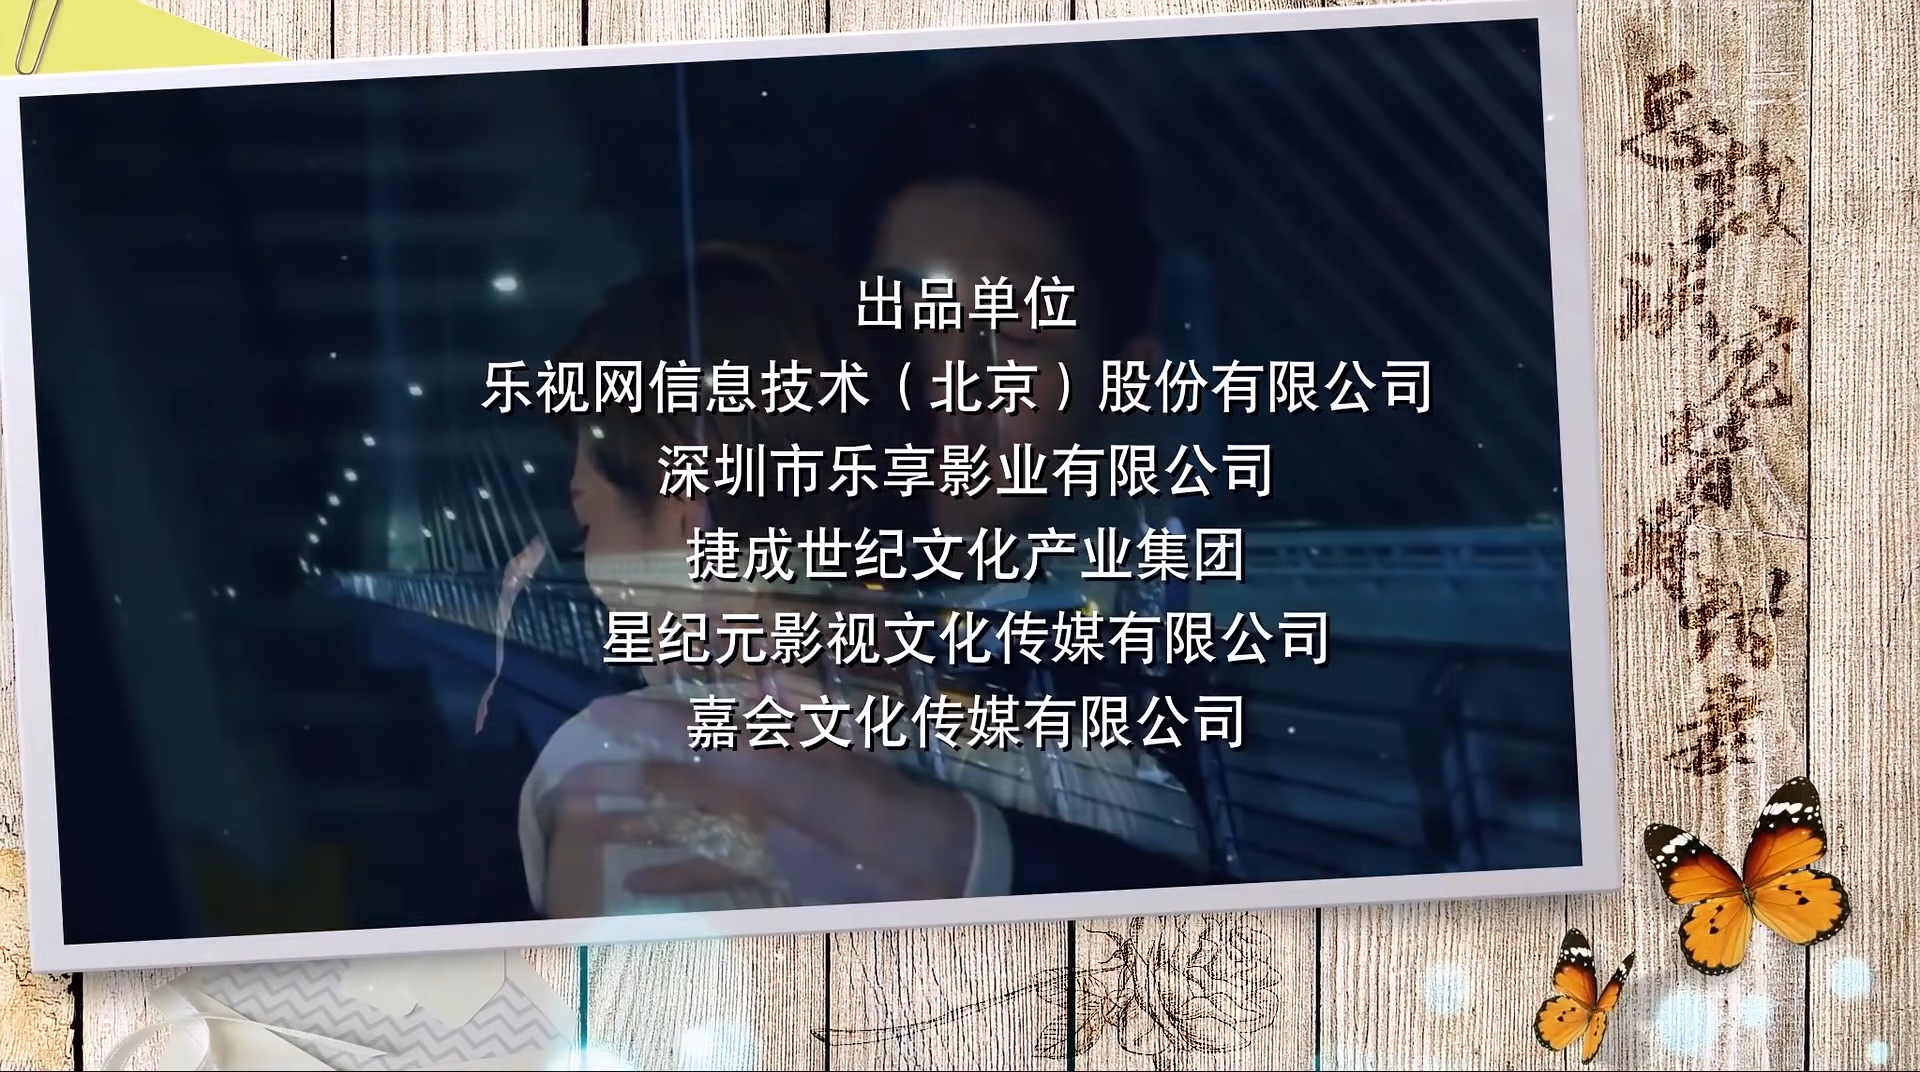 出品单位
乐视网信息技术（北京）股份有限公司
深圳市乐享影业有限公司
捷成世纪文化产业集团
星纪元影视文化传媒有限公司
嘉会文化传媒有限公司